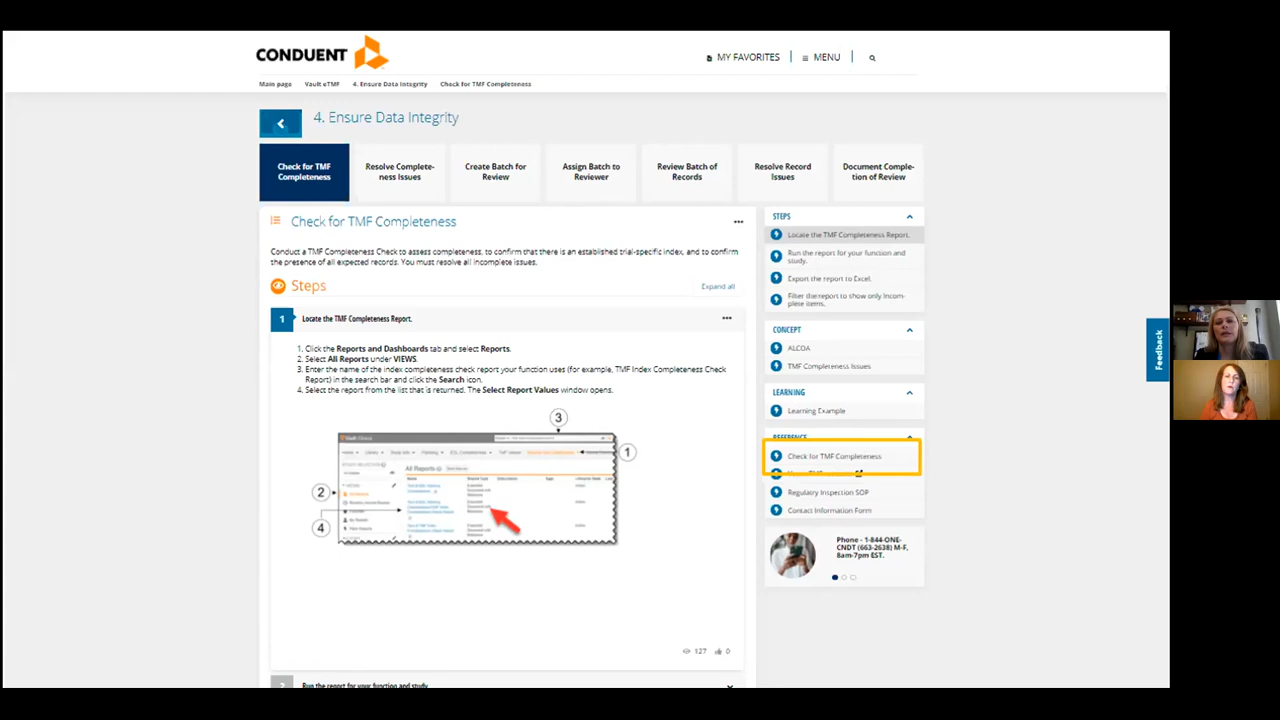 CONDUENT
MY FAVORITES
MENU
Main page
Vault eTMF
4. Ensure Data Integrity
Check for TMF Completeness
4. Ensure Data Integrity
Check for TMF
Completeness
Resolve Complete-
ness Issues
Create Batch for
Review
Assign Batch to
Reviewer
Review Batch of
Records
Resolve Record
Issues
Document Comple-
tion of Review
Check for TMF Completeness
Conduct a TMF Completeness Check to assess completeness, to confirm that there is an established trial-specific index, and to confirm
the presence of all expected records. You must resolve all incomplete issues.
Steps
Expand all
1
Locate the TMF Completeness Report.
1. Click the Reports and Dashboards tab and select Reports.
2. Select All Reports under VIEWS.
3. Enter the name of the index completeness check report your function uses (for example, TMF Index Completeness Check
Report) in the search bar and click the Search icon.
4. Select the report from the list that is returned. The Select Report Values window opens.
3
1
2
4
All Reports
127
0
2
Run the report for your function and study.
STEPS
Locate the TMF Completeness Report.
Run the report for your function and
study.
Export the report to Excel.
Filter the report to show only Incom-
plete items.
CONCEPT
ALCOA
TMF Completeness Issues
LEARNING
Learning Example
REFERENCE
Check for TMF Completeness
Regulatry Inspection SOP
Contact Information Form
Phone - 1-844-ONE-
CNDT (663-2638) M-F,
8am-7pm EST.
Feedback